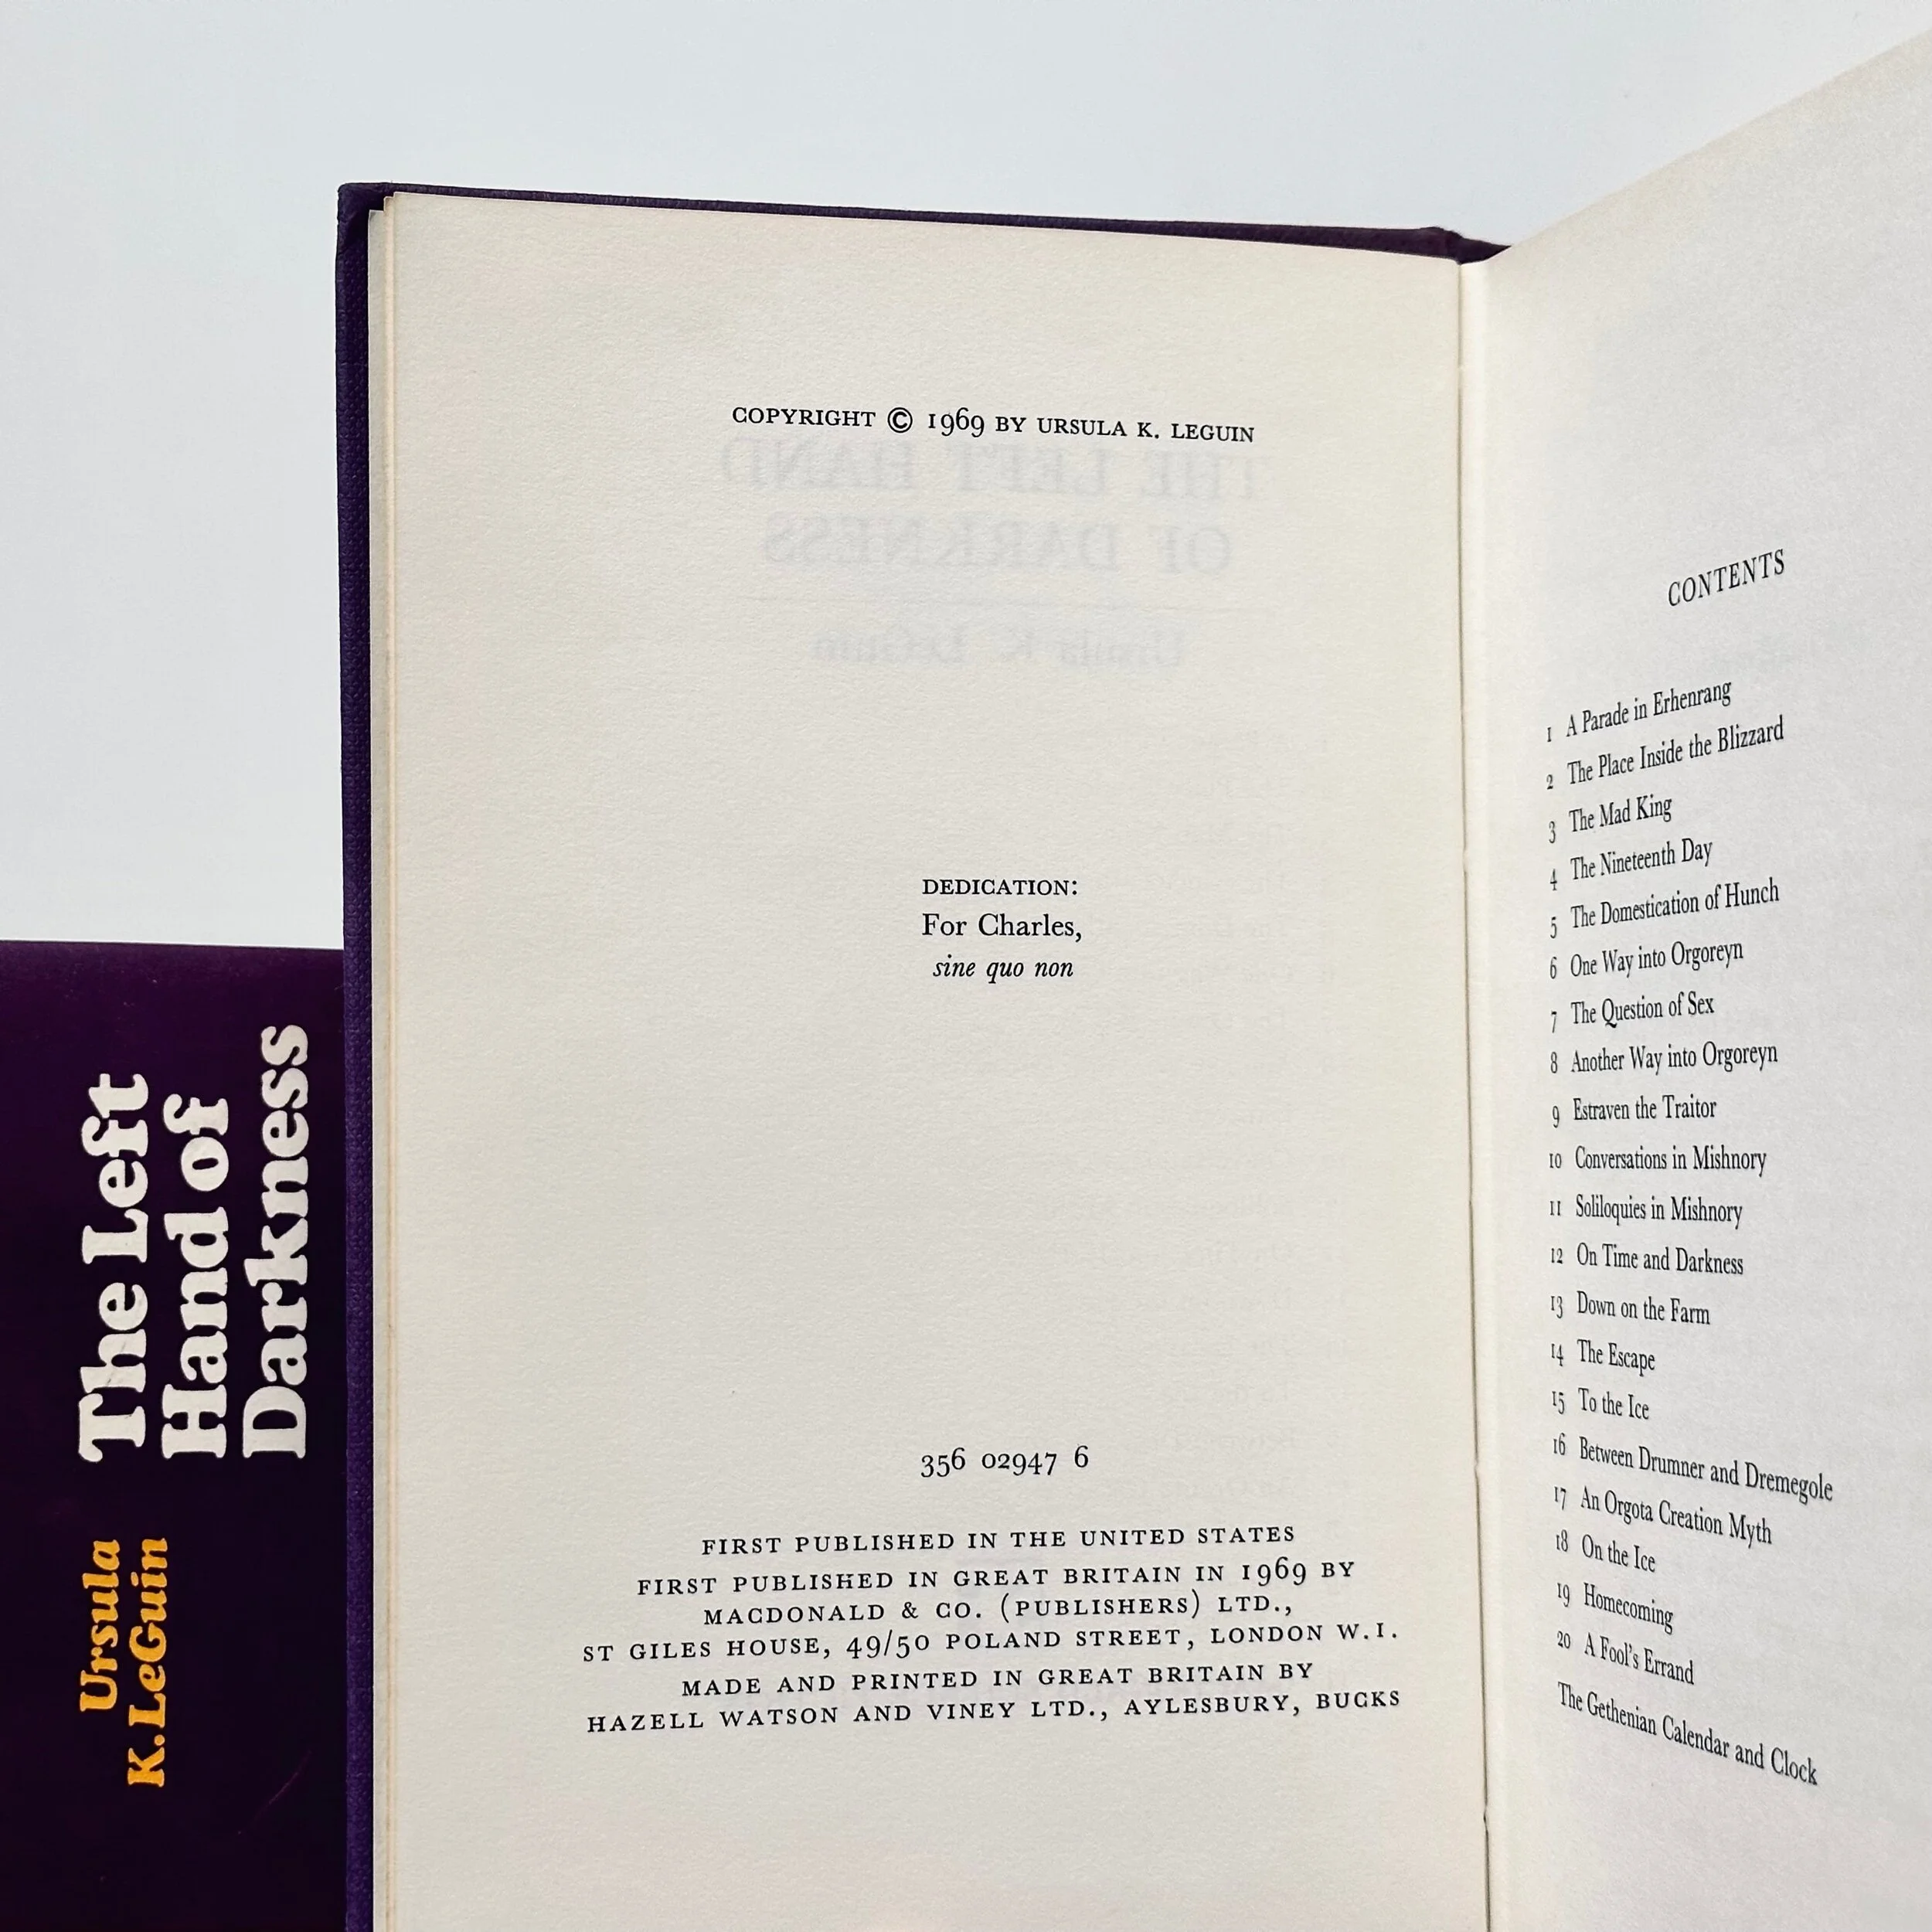 The Left
Hand of
Darkness
Ursula
K.LeGuin
COPYRIGHT © 1969 BY URSULA K. LEGUIN
THE LEFT HAND
OF DARKNESS
Ursula K. LeGuin
DEDICATION:
For Charles,
sine quo non
356 02947 6
FIRST PUBLISHED IN THE UNITED STATES
FIRST PUBLISHED IN GREAT BRITAIN IN 1969 BY
MACDONALD & CO. (PUBLISHERS) LTD.,
ST GILES HOUSE, 49/50 POLAND STREET, LONDON W.I.
MADE AND PRINTED IN GREAT BRITAIN BY
HAZELL WATSON AND VINEY LTD., AYLESBURY, BUCKS
CONTENTS
1 A Parade in Erhenrang
2 The Place Inside the Blizzard
3 The Mad King
4 The Nineteenth Day
5 The Domestication of Hunch
6 One Way into Orgoreyn
7 The Question of Sex
8 Another Way into Orgoreyn
9 Estraven the Traitor
10 Conversations in Mishnory
11 Soliloquies in Mishnory
12 On Time and Darkness
13 Down on the Farm
14 The Escape
15 To the Ice
16 Between Drumner and Dremegole
17 An Orgota Creation Myth
18 On the Ice
19 Homecoming
20 A Fool's Errand
The Gethenian Calendar and Clock